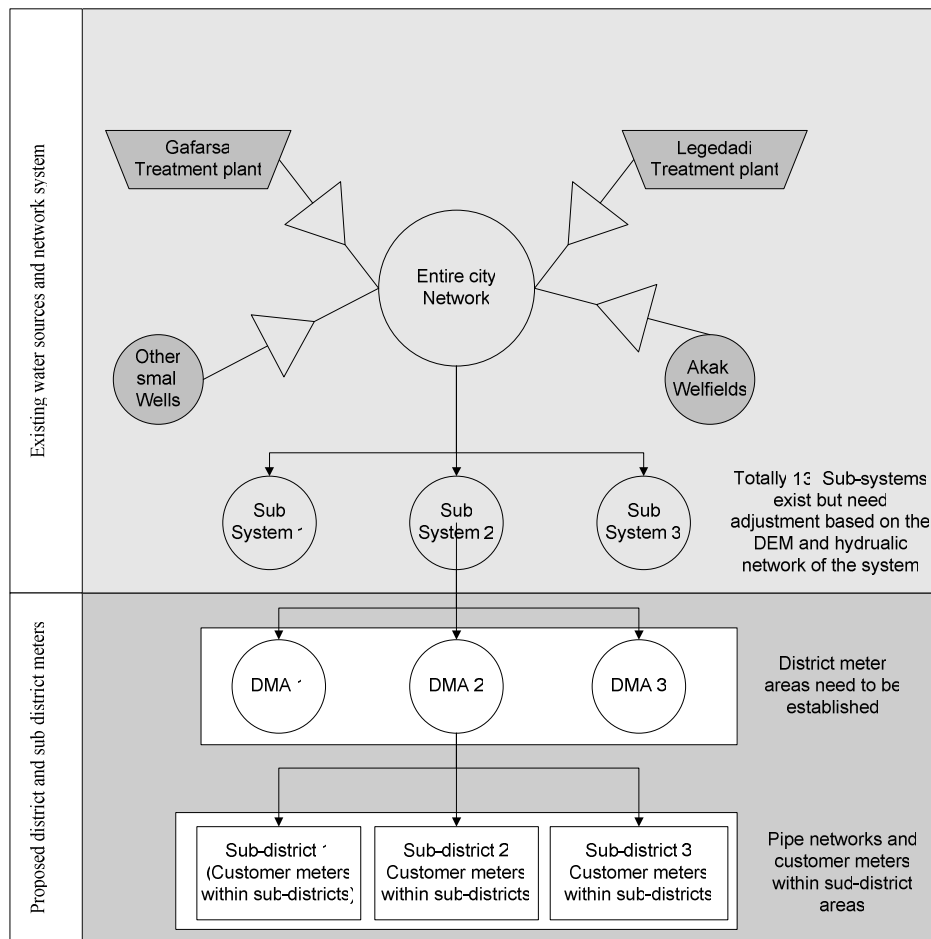 Existing water sources and network system
Gafarsa
Treatment plant
Legedadi
Treatment plant
Entire city
Network
Other
smal
Wells
Akak
Welfields
Sub
System 1
Sub
System 2
Sub
System 3
Totally 13 Sub-systems
exist but need
adjustment based on the
DEM and hydrualic
network of the system
Proposed district and sub district meters
DMA 1
DMA 2
DMA 3
District meter
areas need to be
established
Sub-district 1
(Customer meters
within sub-districts)
Sub-district 2
Customer meters
within sub-districts
Sub-district 3
Customer meters
within sub-districts
Pipe networks and
customer meters
within sud-district
areas